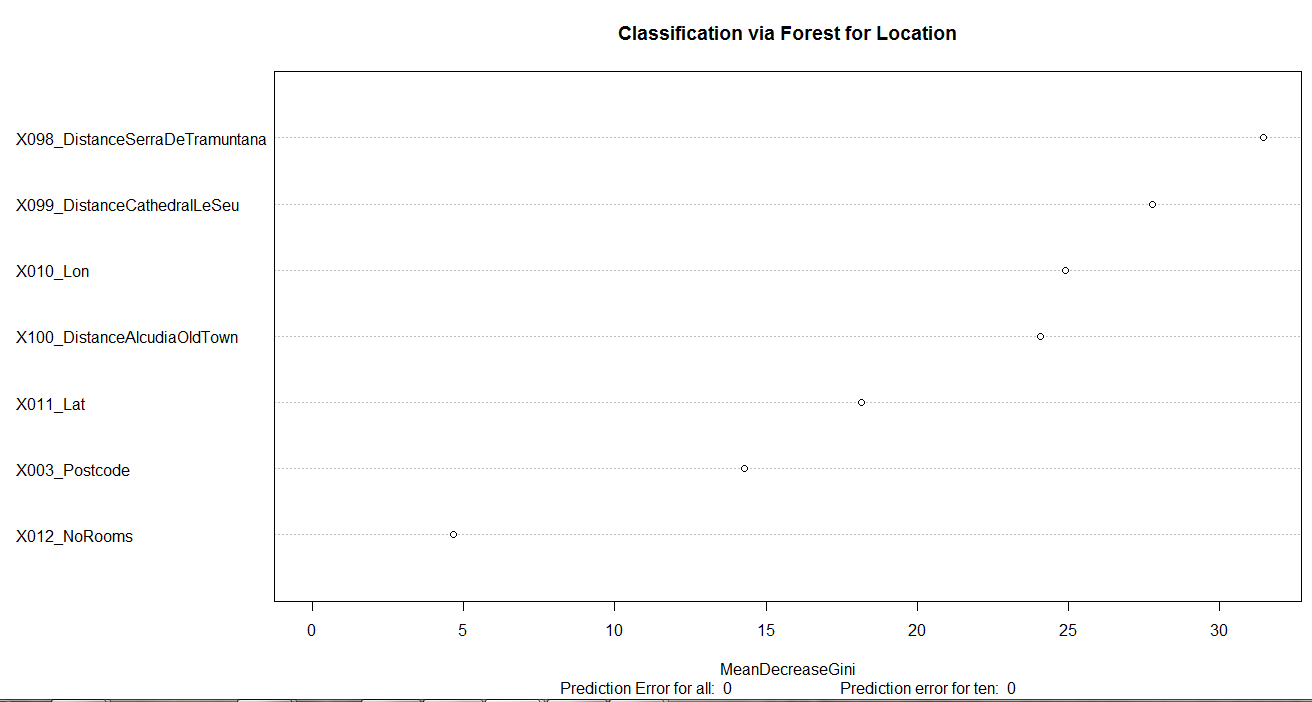 Classification via Forest for Location
X098_DistanceSerraDeTramuntana
X099_DistanceCathedralLeSeu
X010_Lon
X100_DistanceAlcudiaOldTown
X011_Lat
X003_Postcode
X012_NoRooms
0 5 10 15 20 25 30
MeanDecreaseGini
Prediction Error for all: 0 Prediction error for ten: 0